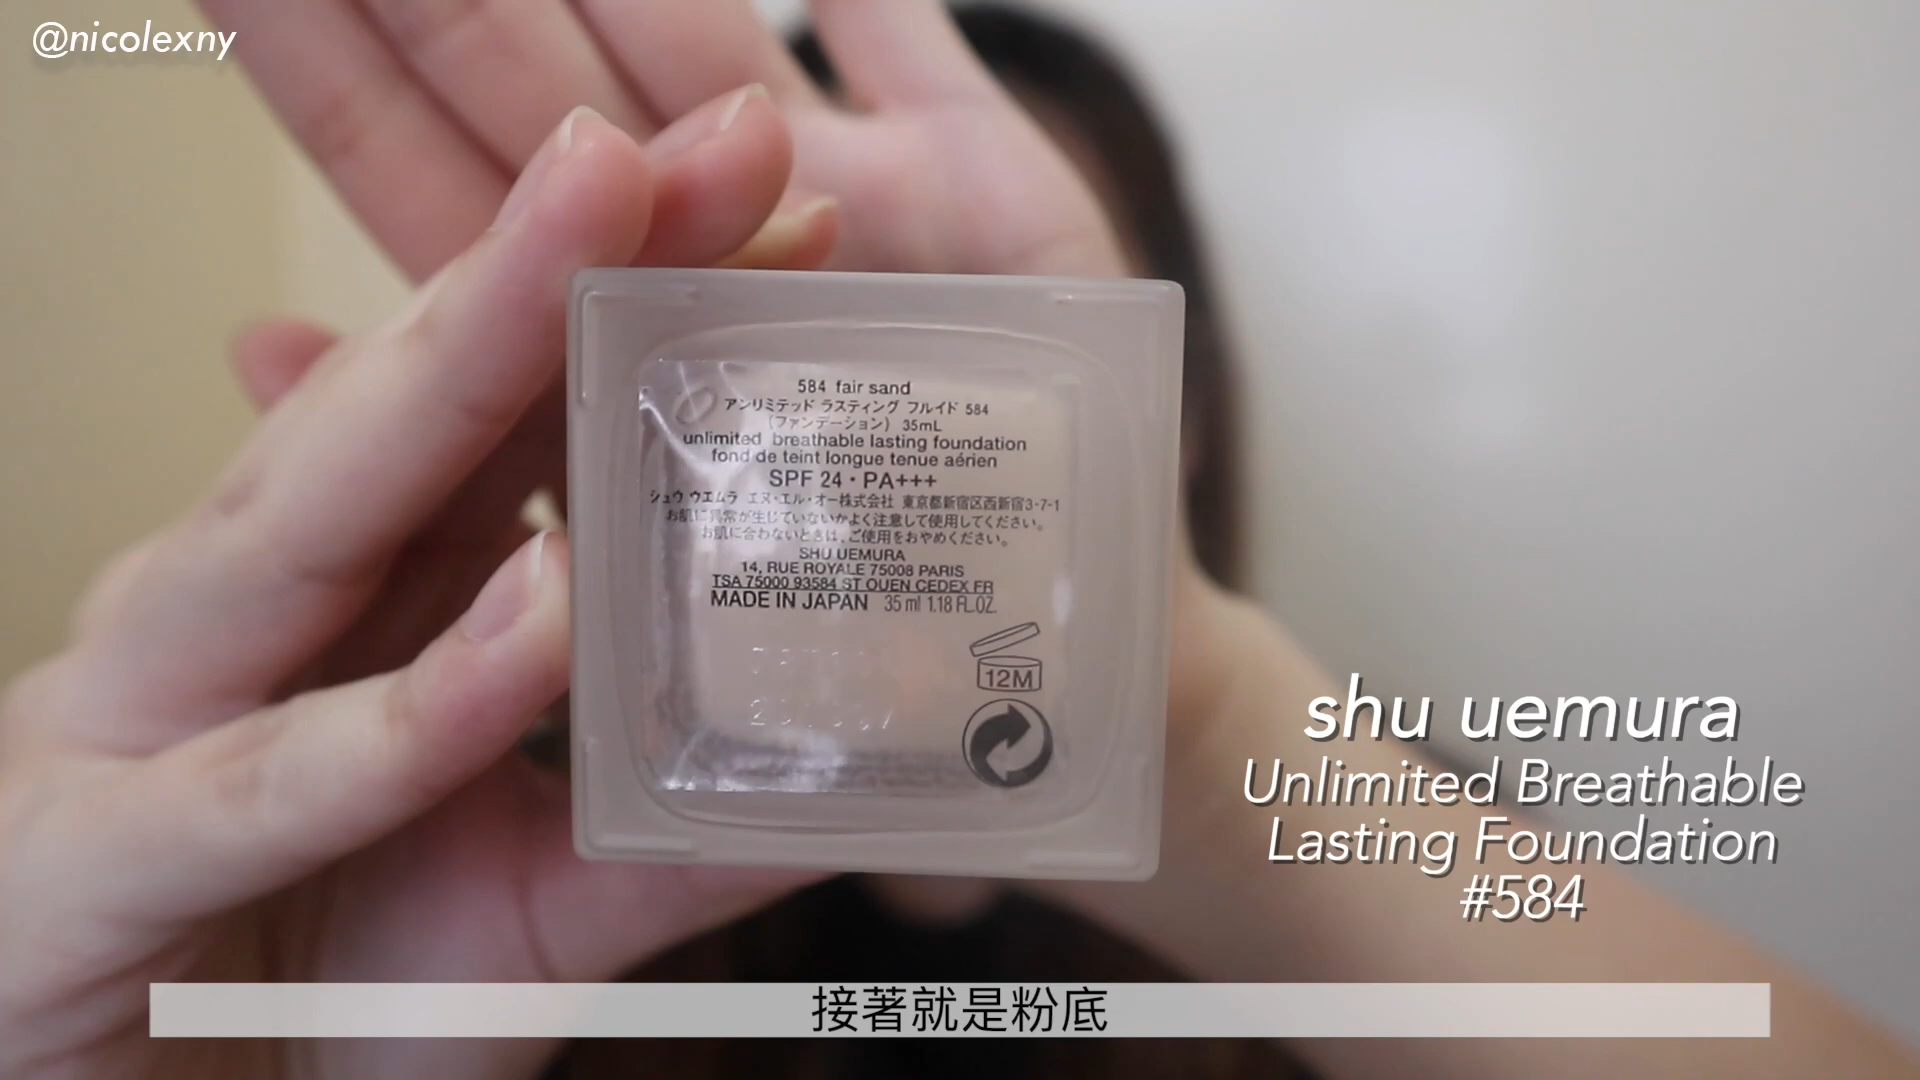 @nicolexny
584 fair sand
アンリミテッド ラスティング フルイド 584
(ファンデーション) 35mL
unlimited breathable lasting foundation
fond de teint longue tenue aérien
SPF 24・PA+++
シュウ ウエムラ エヌ・エル・オー株式会社 東京都新宿区西新宿3-7-1
お肌に異常が生じていないかよく注意して使用してください。
お肌に合わないときは、ご使用をおやめください。
SHU UEMURA
14, RUE ROYALE 75008 PARIS
TSA 75000 93584 ST OUEN CEDEX FR
MADE IN JAPAN 35 ml 1.18 FL.OZ.
12M
shu uemura
Unlimited Breathable
Lasting Foundation
#584
接著就是粉底